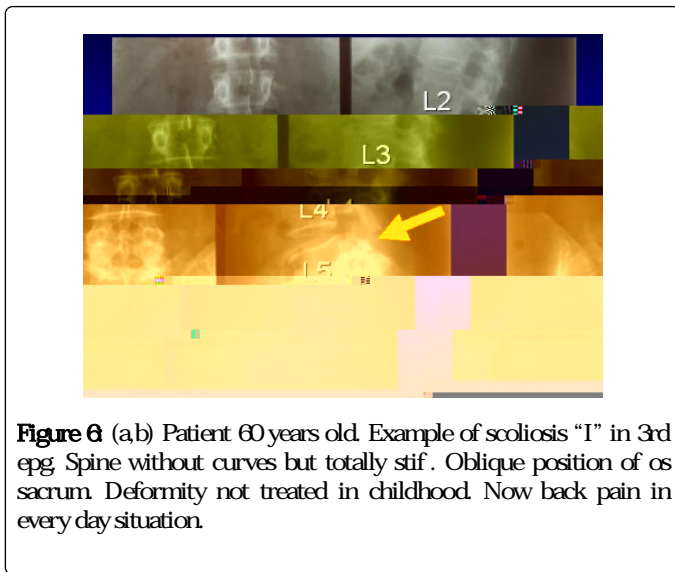 L2
L3
L4
L5
Figure 6: (a,b) Patient 60 years old. Example of scoliosis “I” in 3rd
epg. Spine without curves but totally stif . Oblique position of os
sacrum. Deformity not treated in childhood. Now back pain in
every day situation.